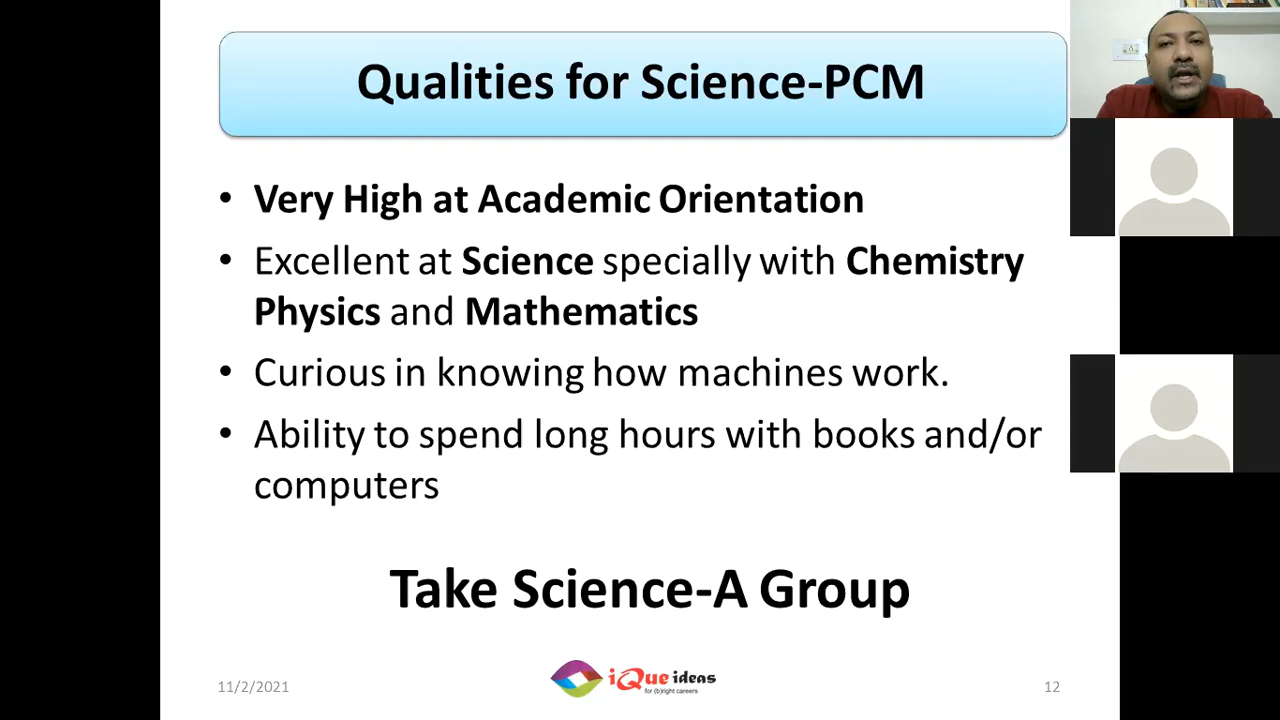 Qualities for Science-PCM
• Very High at Academic Orientation
• Excellent at Science specially with Chemistry
Physics and Mathematics
• Curious in knowing how machines work.
• Ability to spend long hours with books and/or
computers
Take Science-A Group
11/2/2021
iQue ideas
for (b)right careers
12